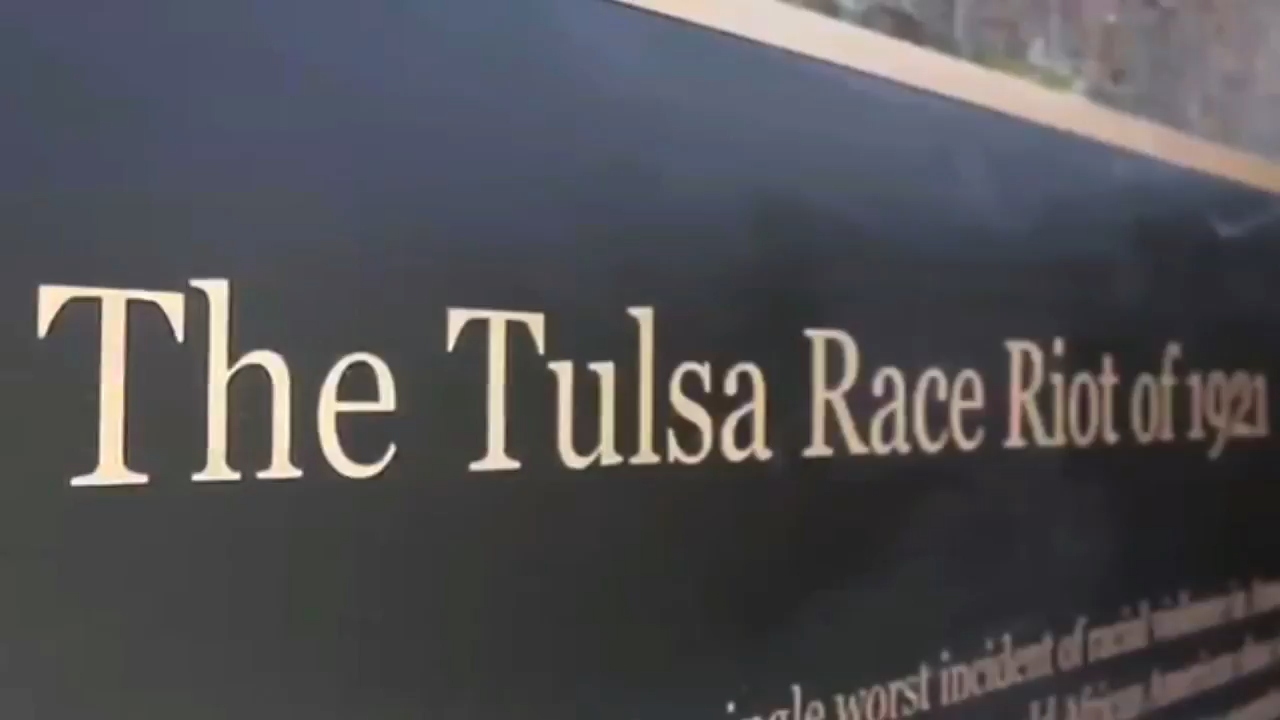 The Tulsa Race Riot of 1921
single worst incident of racial violence in
African American